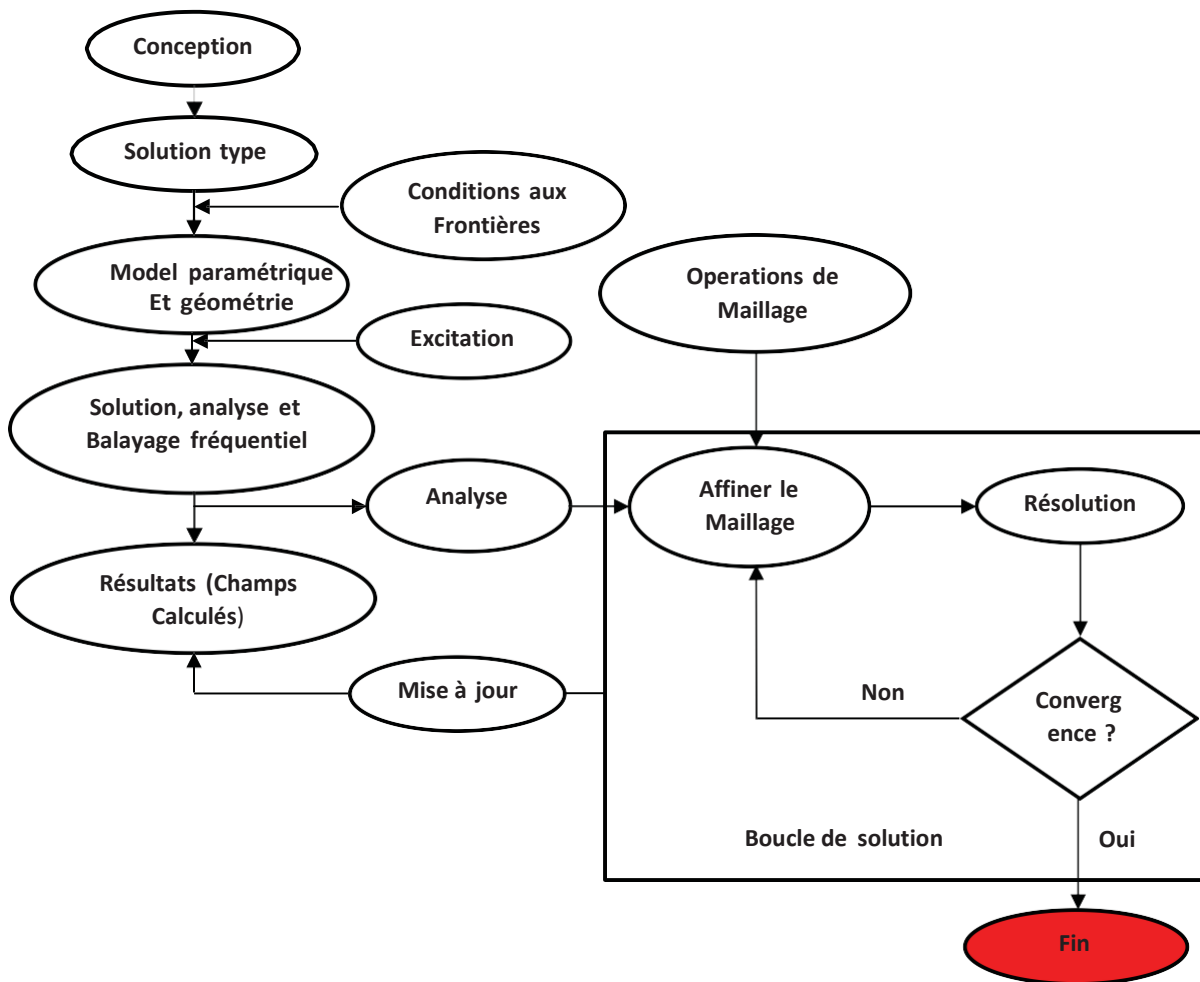 Conception
Solution type
Conditions aux
Frontières
Model paramétrique
Et géométrie
Operations de
Maillage
Excitation
Solution, analyse et
Balayage fréquentiel
Analyse
Affiner le
Maillage
Résolution
Résultats (Champs
Calculés)
Mise à jour
Non
Converg
ence ?
Boucle de solution
Oui
Fin